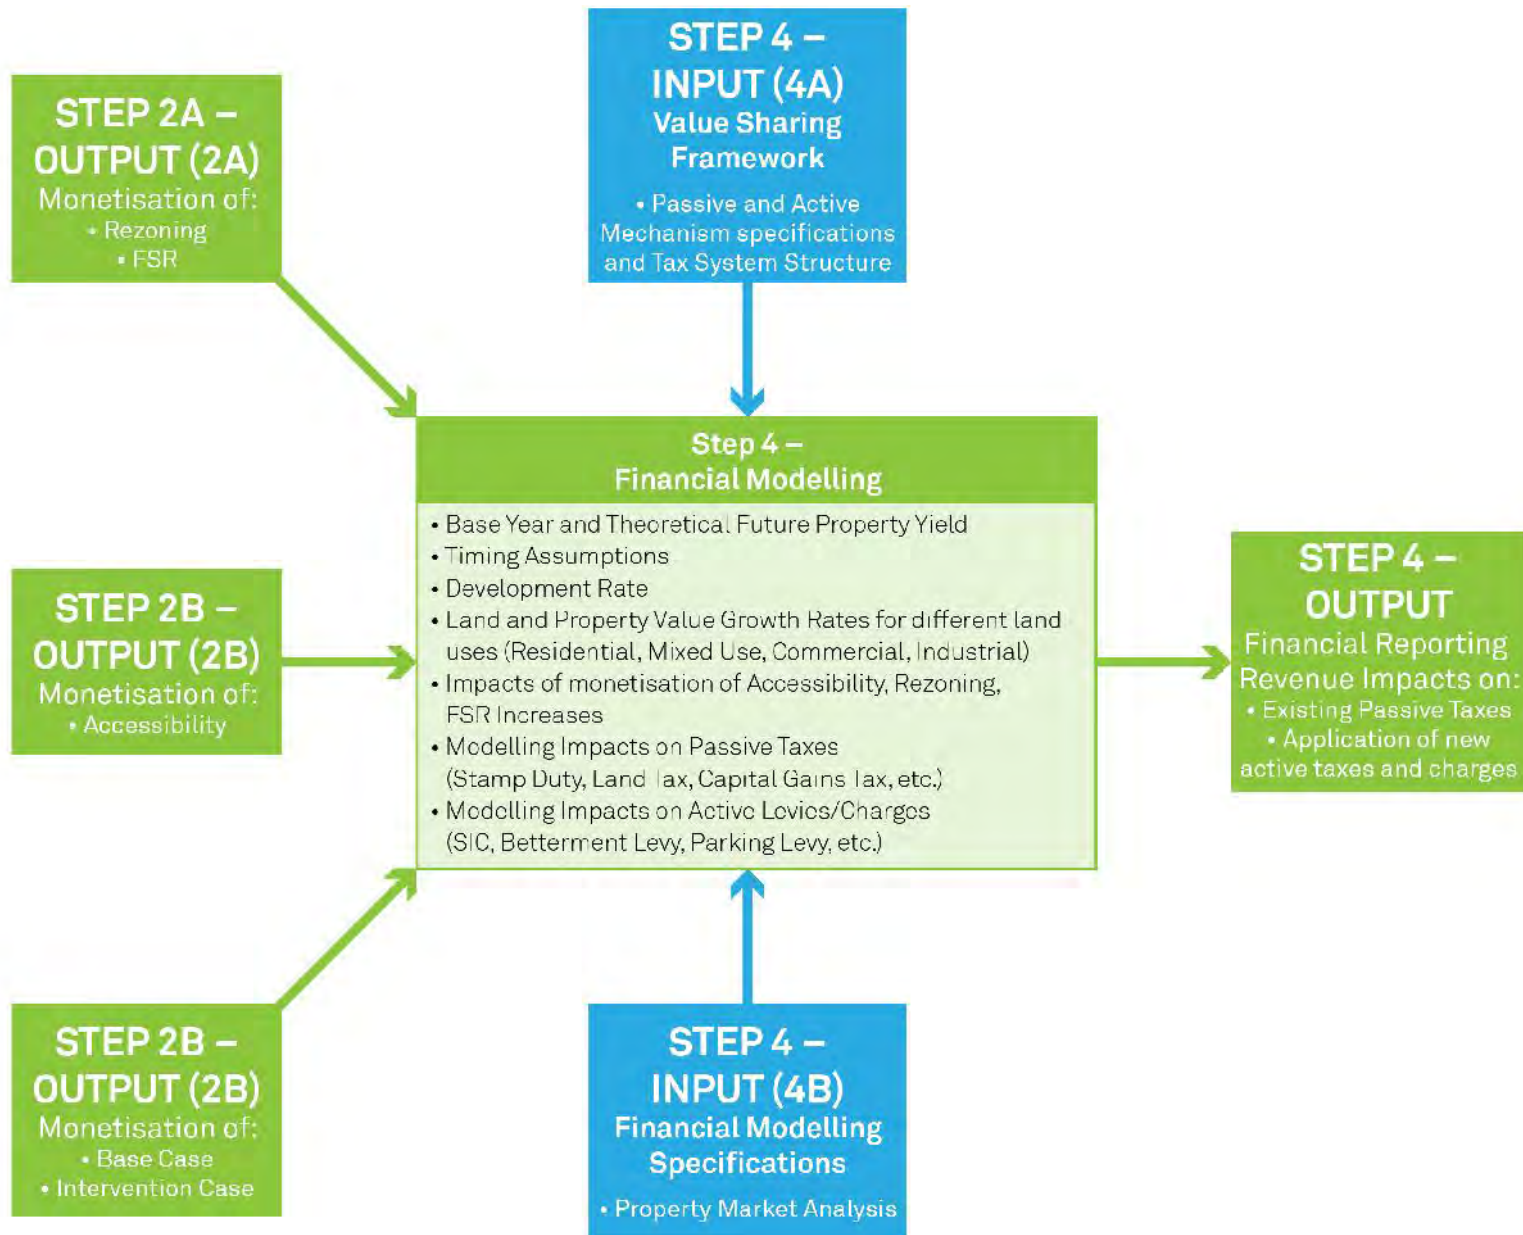 STEP 2A –
OUTPUT (2A)
Monetisation of:
• Rezoning
• FSR
STEP 4 –
INPUT (4A)
Value Sharing
Framework
• Passive and Active
Mechanism specifications
and Tax System Structure
STEP 2B –
OUTPUT (2B)
Monetisation of:
• Accessibility
Step 4 –
Financial Modelling
• Base Year and Theoretical Future Property Yield
• Timing Assumptions
• Development Rate
• Land and Property Value Growth Rates for different land
uses (Residential, Mixed Use, Commercial, Industrial)
• Impacts of monetisation of Accessibility, Rezoning,
FSR Increases
• Modelling Impacts on Passive Taxes
(Stamp Duty, Land Tax, Capital Gains Tax, etc.)
• Modelling Impacts on Active Levies/Charges
(SIC, Betterment Levy, Parking Levy, etc.)
STEP 4 –
OUTPUT
Financial Reporting
Revenue Impacts on:
• Existing Passive Taxes
• Application of new
active taxes and charges
STEP 2B –
OUTPUT (2B)
Monetisation of:
• Base Case
• Intervention Case
STEP 4 –
INPUT (4B)
Financial Modelling
Specifications
• Property Market Analysis